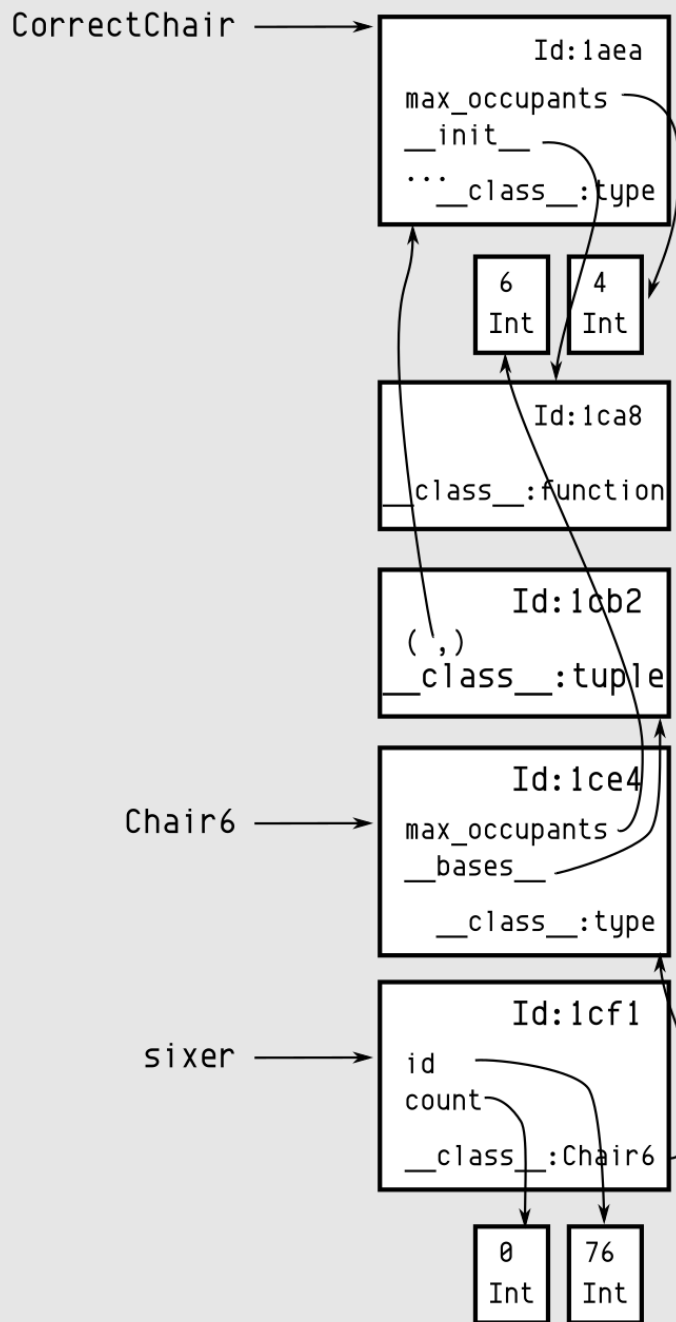 CorrectChair
Id:1aea
max_occupants
__init__
...
__class__:type
6
Int
4
Int
Id:1ca8
__class__:function
Id:1cb2
( ,)
__class__:tuple
Chair6
Id:1ce4
max_occupants
__bases__
__class__:type
sixer
Id:1cf1
id
count
__class__:Chair6
0
Int
76
Int